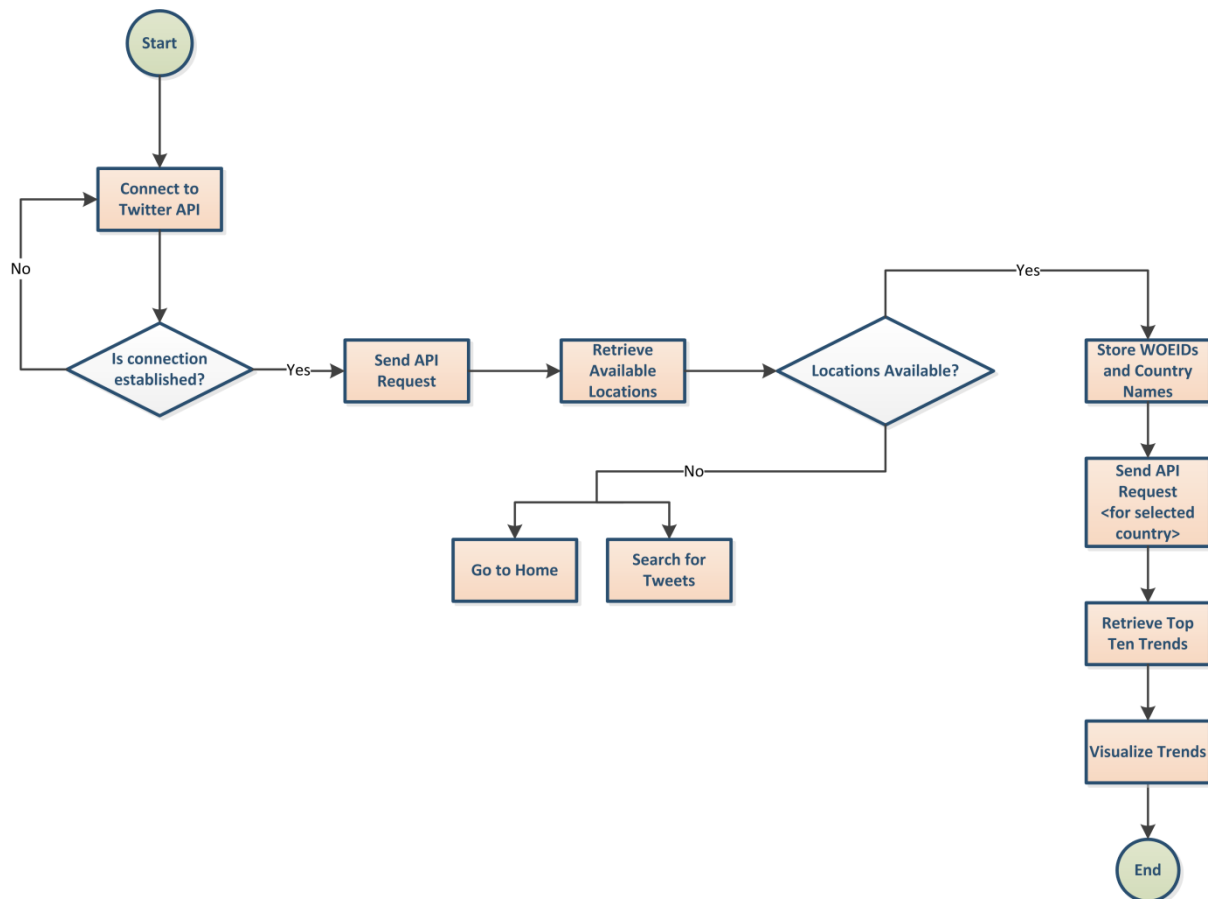 Start
Connect to
Twitter API
No
Is connection
established?
Yes
Send API
Request
Retrieve
Available
Locations
Locations Available?
Yes
Store WOEIDs
and Country
Names
No
Go to Home
Search for
Tweets
Send API
Request
<for selected
country>
Retrieve Top
Ten Trends
Visualize Trends
End